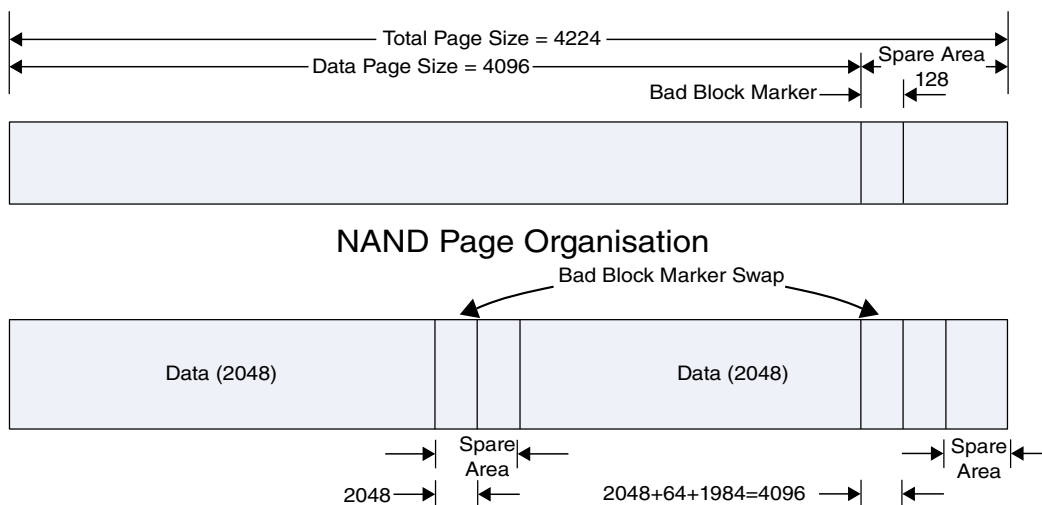 Total Page Size = 4224
Data Page Size = 4096
Spare Area
128
Bad Block Marker
NAND Page Organisation
Bad Block Marker Swap
Data (2048)
Data (2048)
Spare
Area
Spare
Area
2048
2048+64+1984=4096